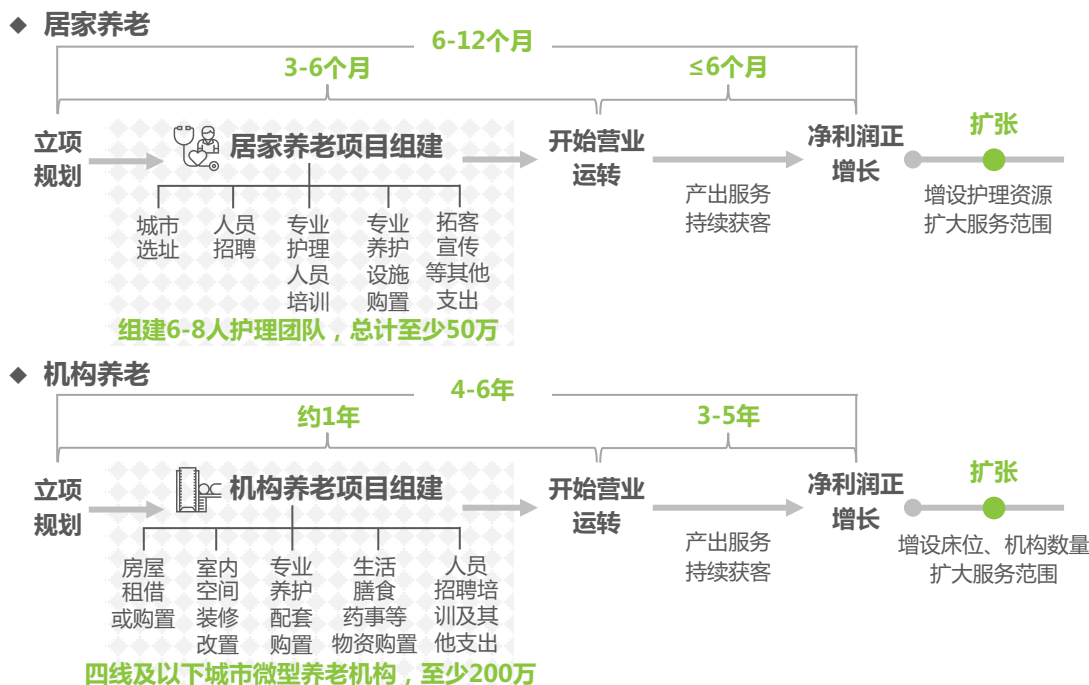 ◆ 居家养老
6-12个月
3-6个月
≤6个月
立项
规划
居家养老项目组建
开始营业
运转
产出服务
持续获客
净利润正
增长
扩张
增设护理资源
扩大服务范围
城市
选址
人员
招聘
专业
护理
人员
培训
专业
养护
设施
购置
拓客
宣传
等其他
支出
组建6-8人护理团队，总计至少50万
◆ 机构养老
4-6年
约1年
3-5年
立项
规划
机构养老项目组建
开始营业
运转
产出服务
持续获客
净利润正
增长
扩张
增设床位、机构数量
扩大服务范围
房屋
租借
或购置
室内
空间
装修
改置
专业
养护
配套
购置
生活
膳食
药事等
物资购置
人员
招聘培
训及其
他支出
四线及以下城市微型养老机构，至少200万